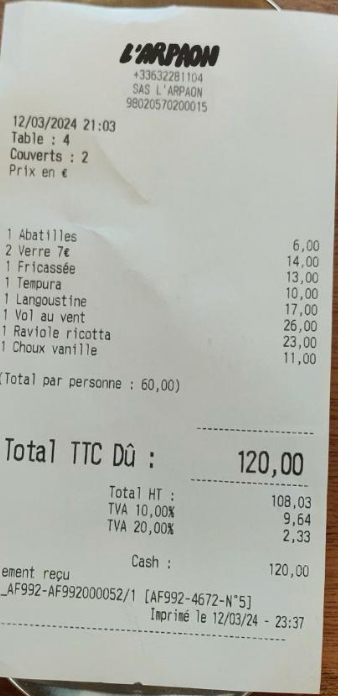 L'ARPAON
+33632281104
SAS L'ARPAON
98020570200015
12/03/2024 21:03
Table : 4
Couverts : 2
Prix en €
1 Abatilles 6,00
2 Verre 7€ 14,00
1 Fricassée 13,00
1 Tempura 10,00
1 Langoustine 17,00
1 Vol au vent 26,00
1 Raviole ricotta 23,00
1 Choux vanille 11,00
(Total par personne : 60,00)
Total TTC Dû : 120,00
Total HT : 108,03
TVA 10,00% 9,64
TVA 20,00% 2,33
Cash : 120,00
ement reçu
_AF992-AF992000052/1 [AF992-4672-N°5]
Imprimé le 12/03/24 - 23:37